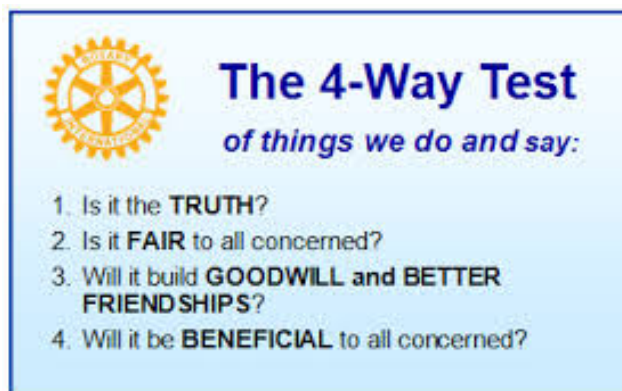 ROTARY
INTERNATIONAL
The 4-Way Test
of things we do and say:
1. Is it the TRUTH?
2. Is it FAIR to all concerned?
3. Will it build GOODWILL and BETTER
FRIENDSHIPS?
4. Will it be BENEFICIAL to all concerned?